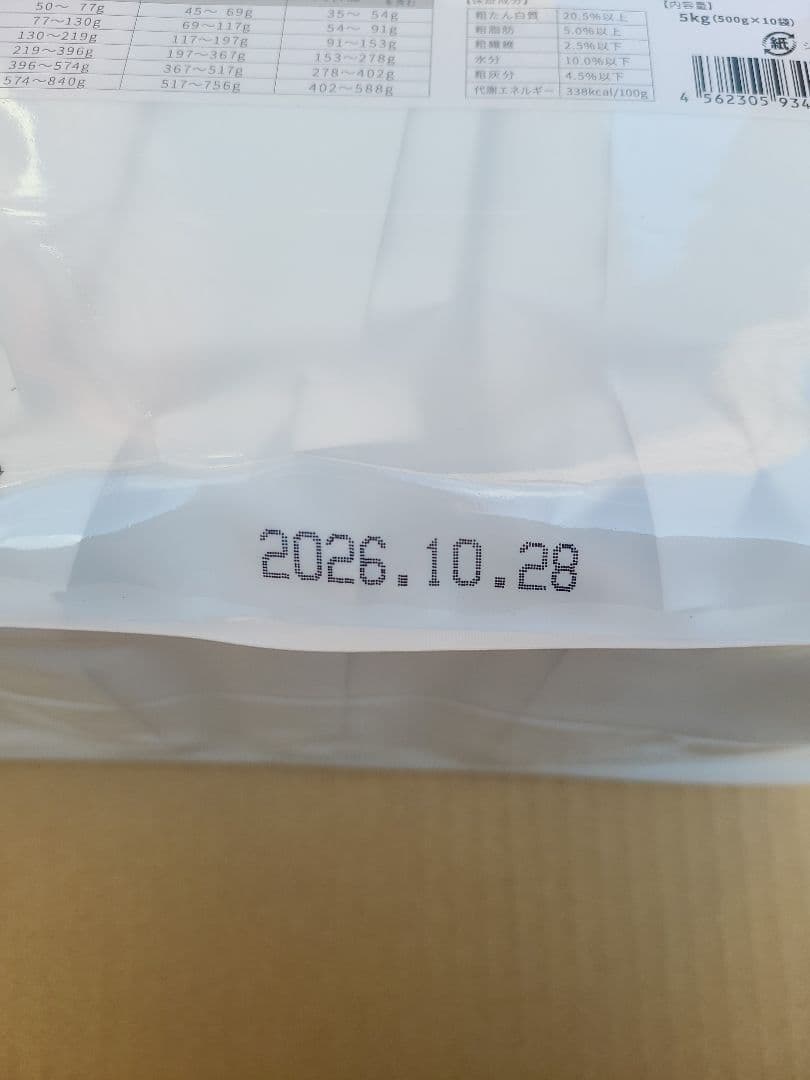 50～ 77g 45～ 69g 35～ 54g
77～130g 69～117g 54～ 91g
130～219g 117～197g 91～153g
219～396g 197～367g 153～278g
396～574g 367～517g 278～402g
574～840g 517～756g 402～588g
粗たん白質 20.5%以上
粗脂肪 5.0%以上
粗繊維 2.5%以下
水分 10.0%以下
粗灰分 4.5%以下
代謝エネルギー 338kcal/100g
【内容量】
5kg(500g×10袋)
紙
4 562305 934
2026.10.28